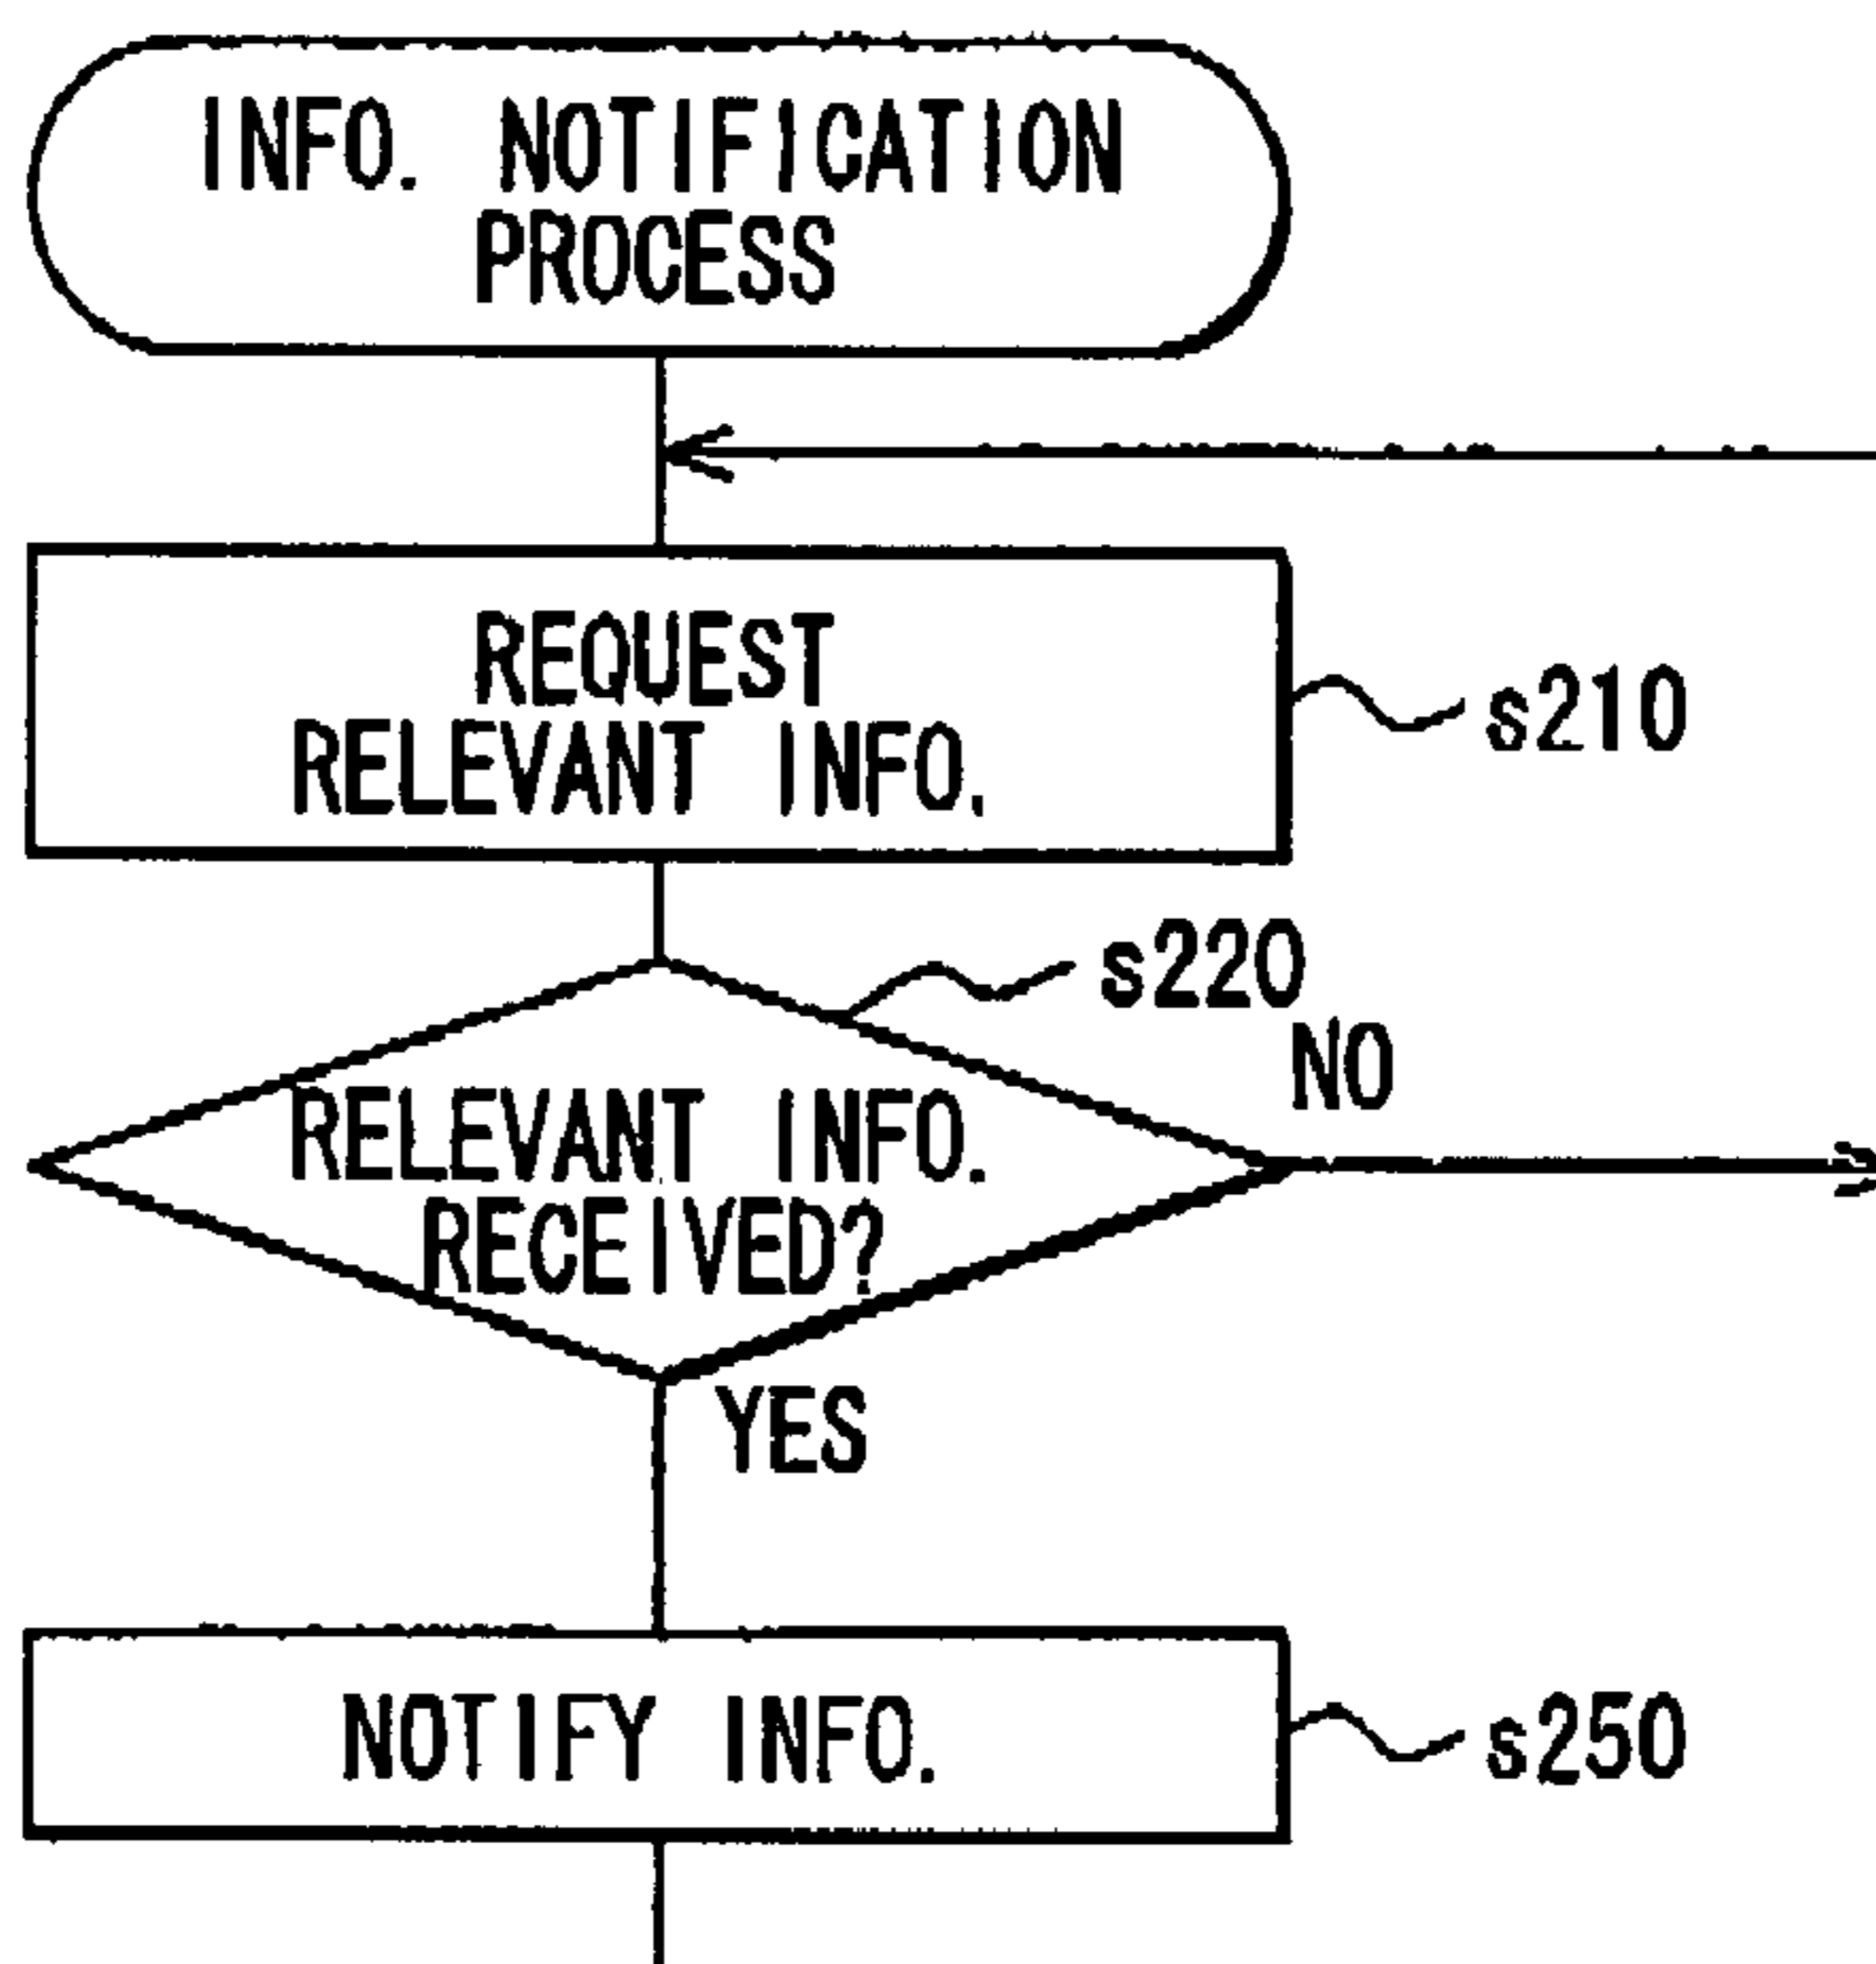 INFO. NOTIFICATION
PROCESS
REQUEST
RELEVANT INFO.
s210
s220
NO
RELEVANT INFO.
RECEIVED?
YES
NOTIFY INFO.
s250